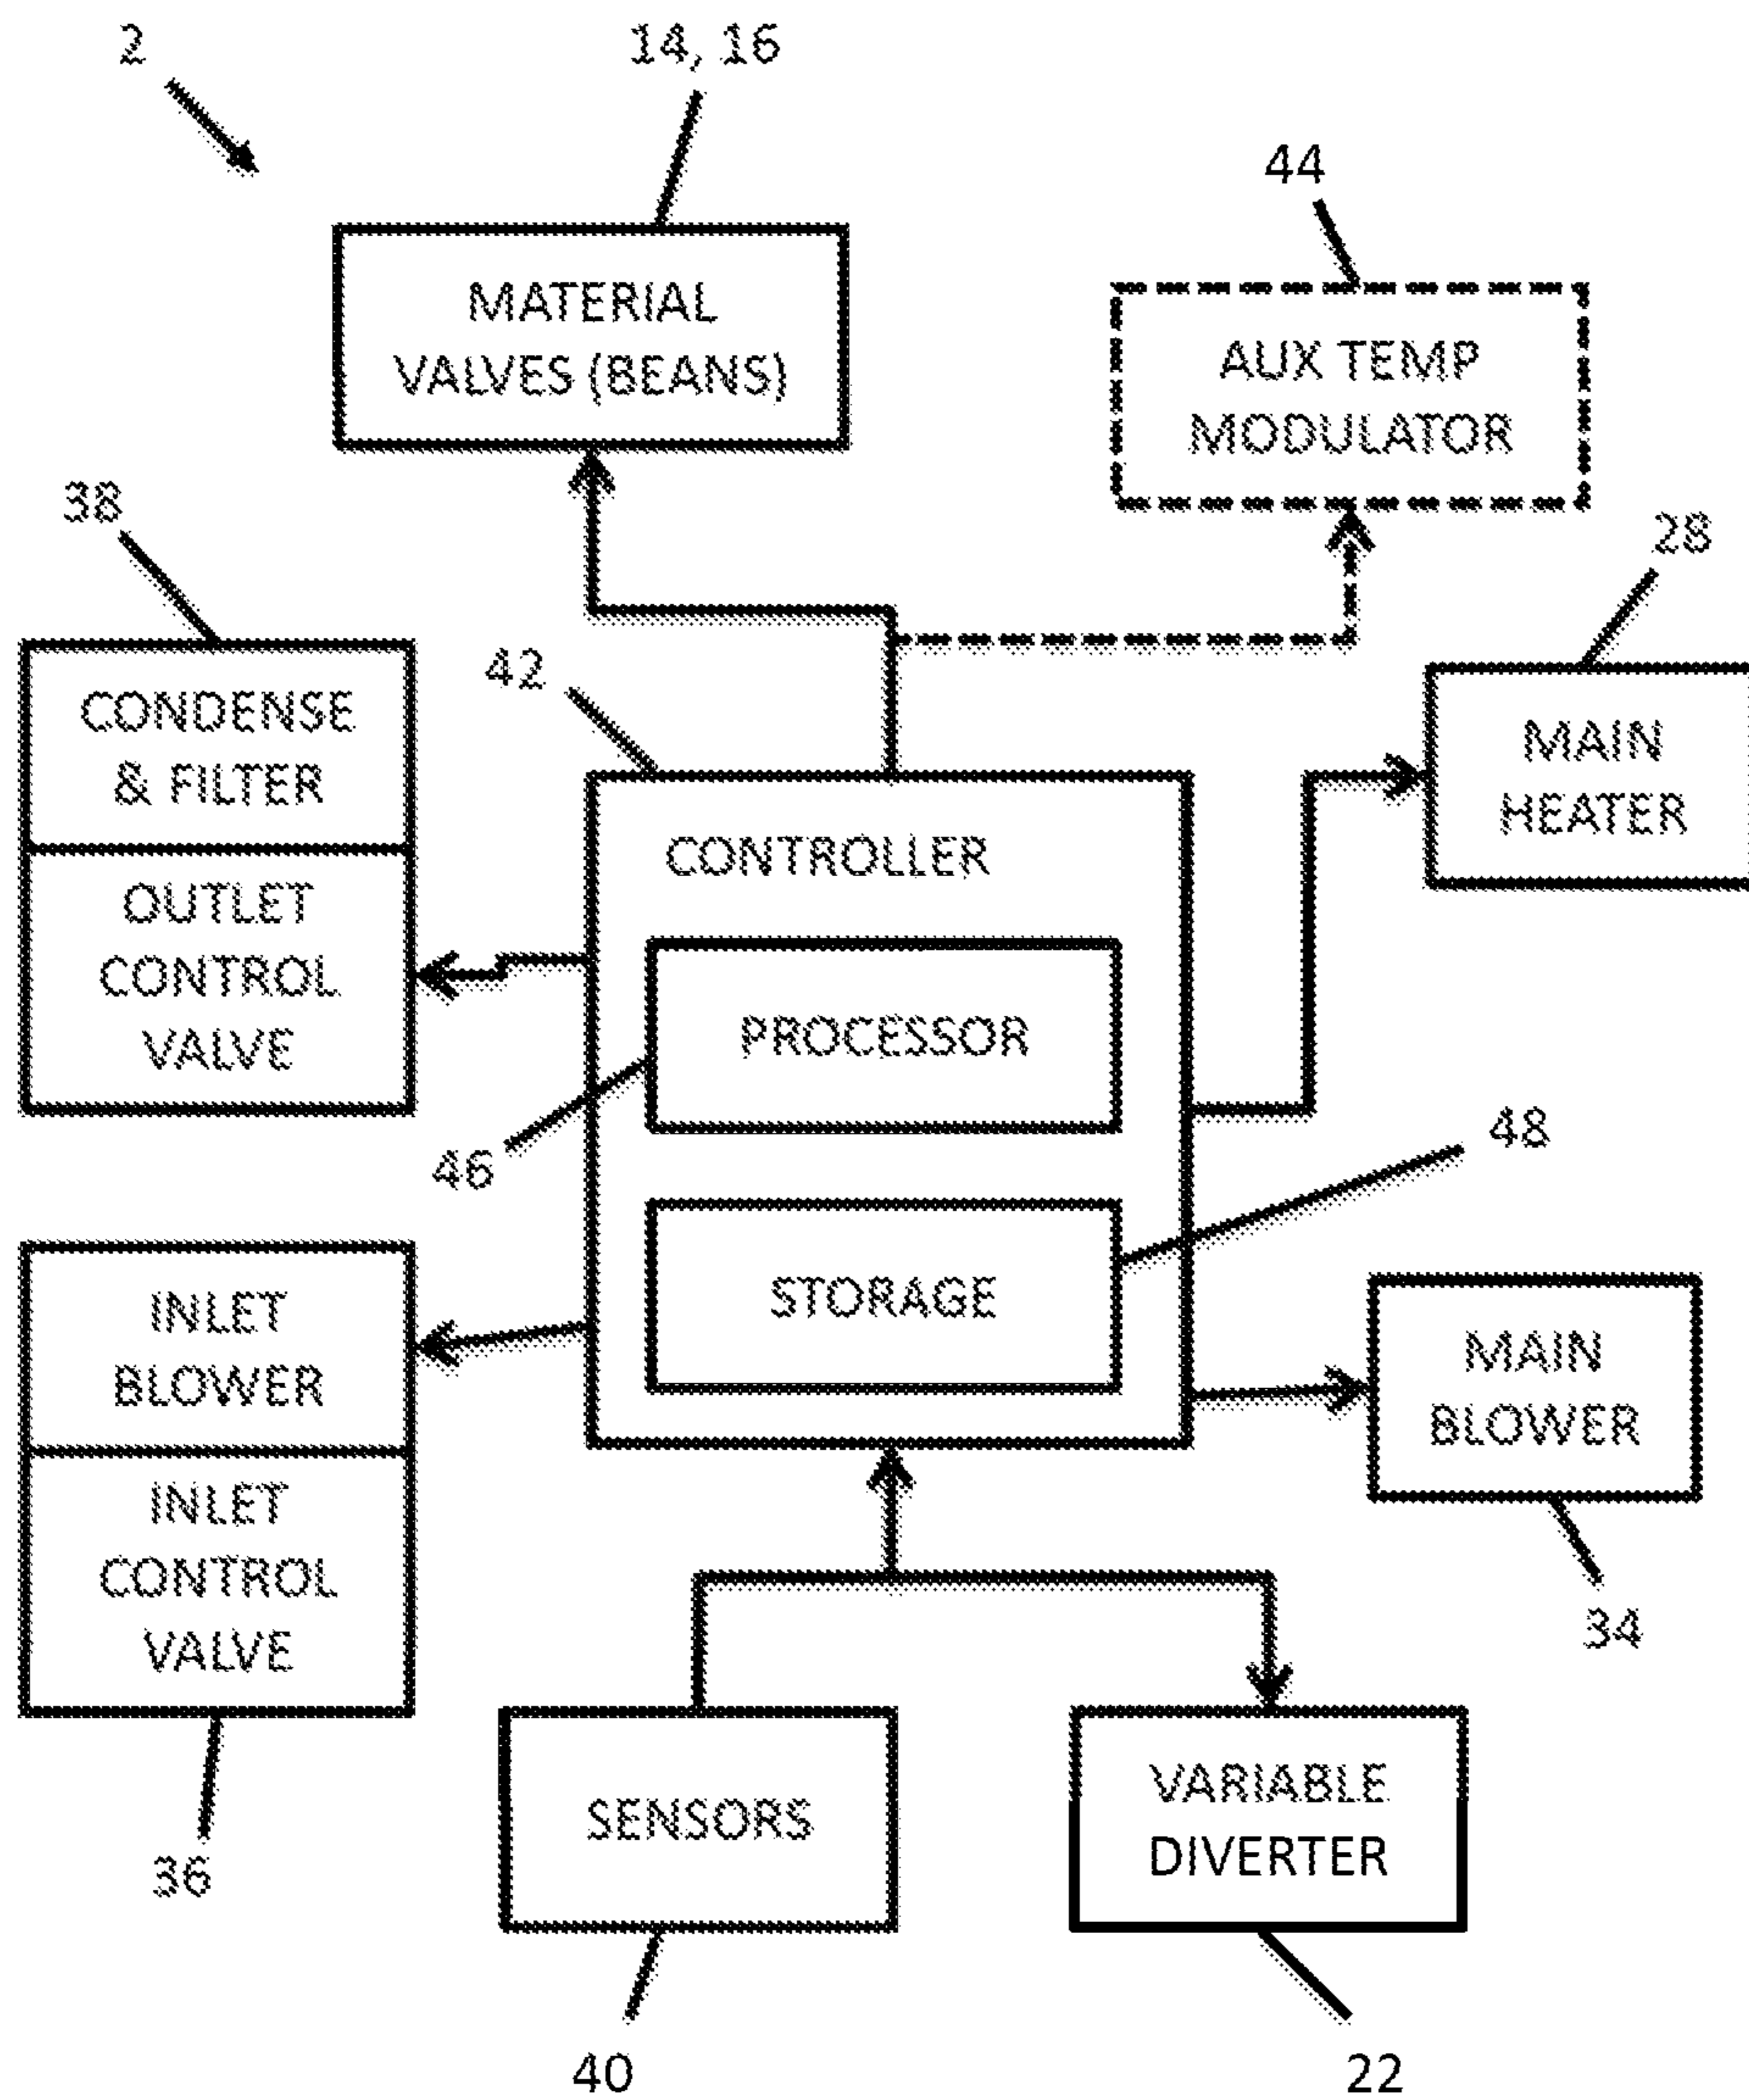 2
14, 16
MATERIAL
VALVES (BEANS)
44
AUX TEMP
MODULATOR
38
CONDENSE
& FILTER
OUTLET
CONTROL
VALVE
42
CONTROLLER
PROCESSOR
46
STORAGE
48
28
MAIN
HEATER
INLET
BLOWER
INLET
CONTROL
VALVE
36
MAIN
BLOWER
34
SENSORS
40
VARIABLE
DIVERTER
22